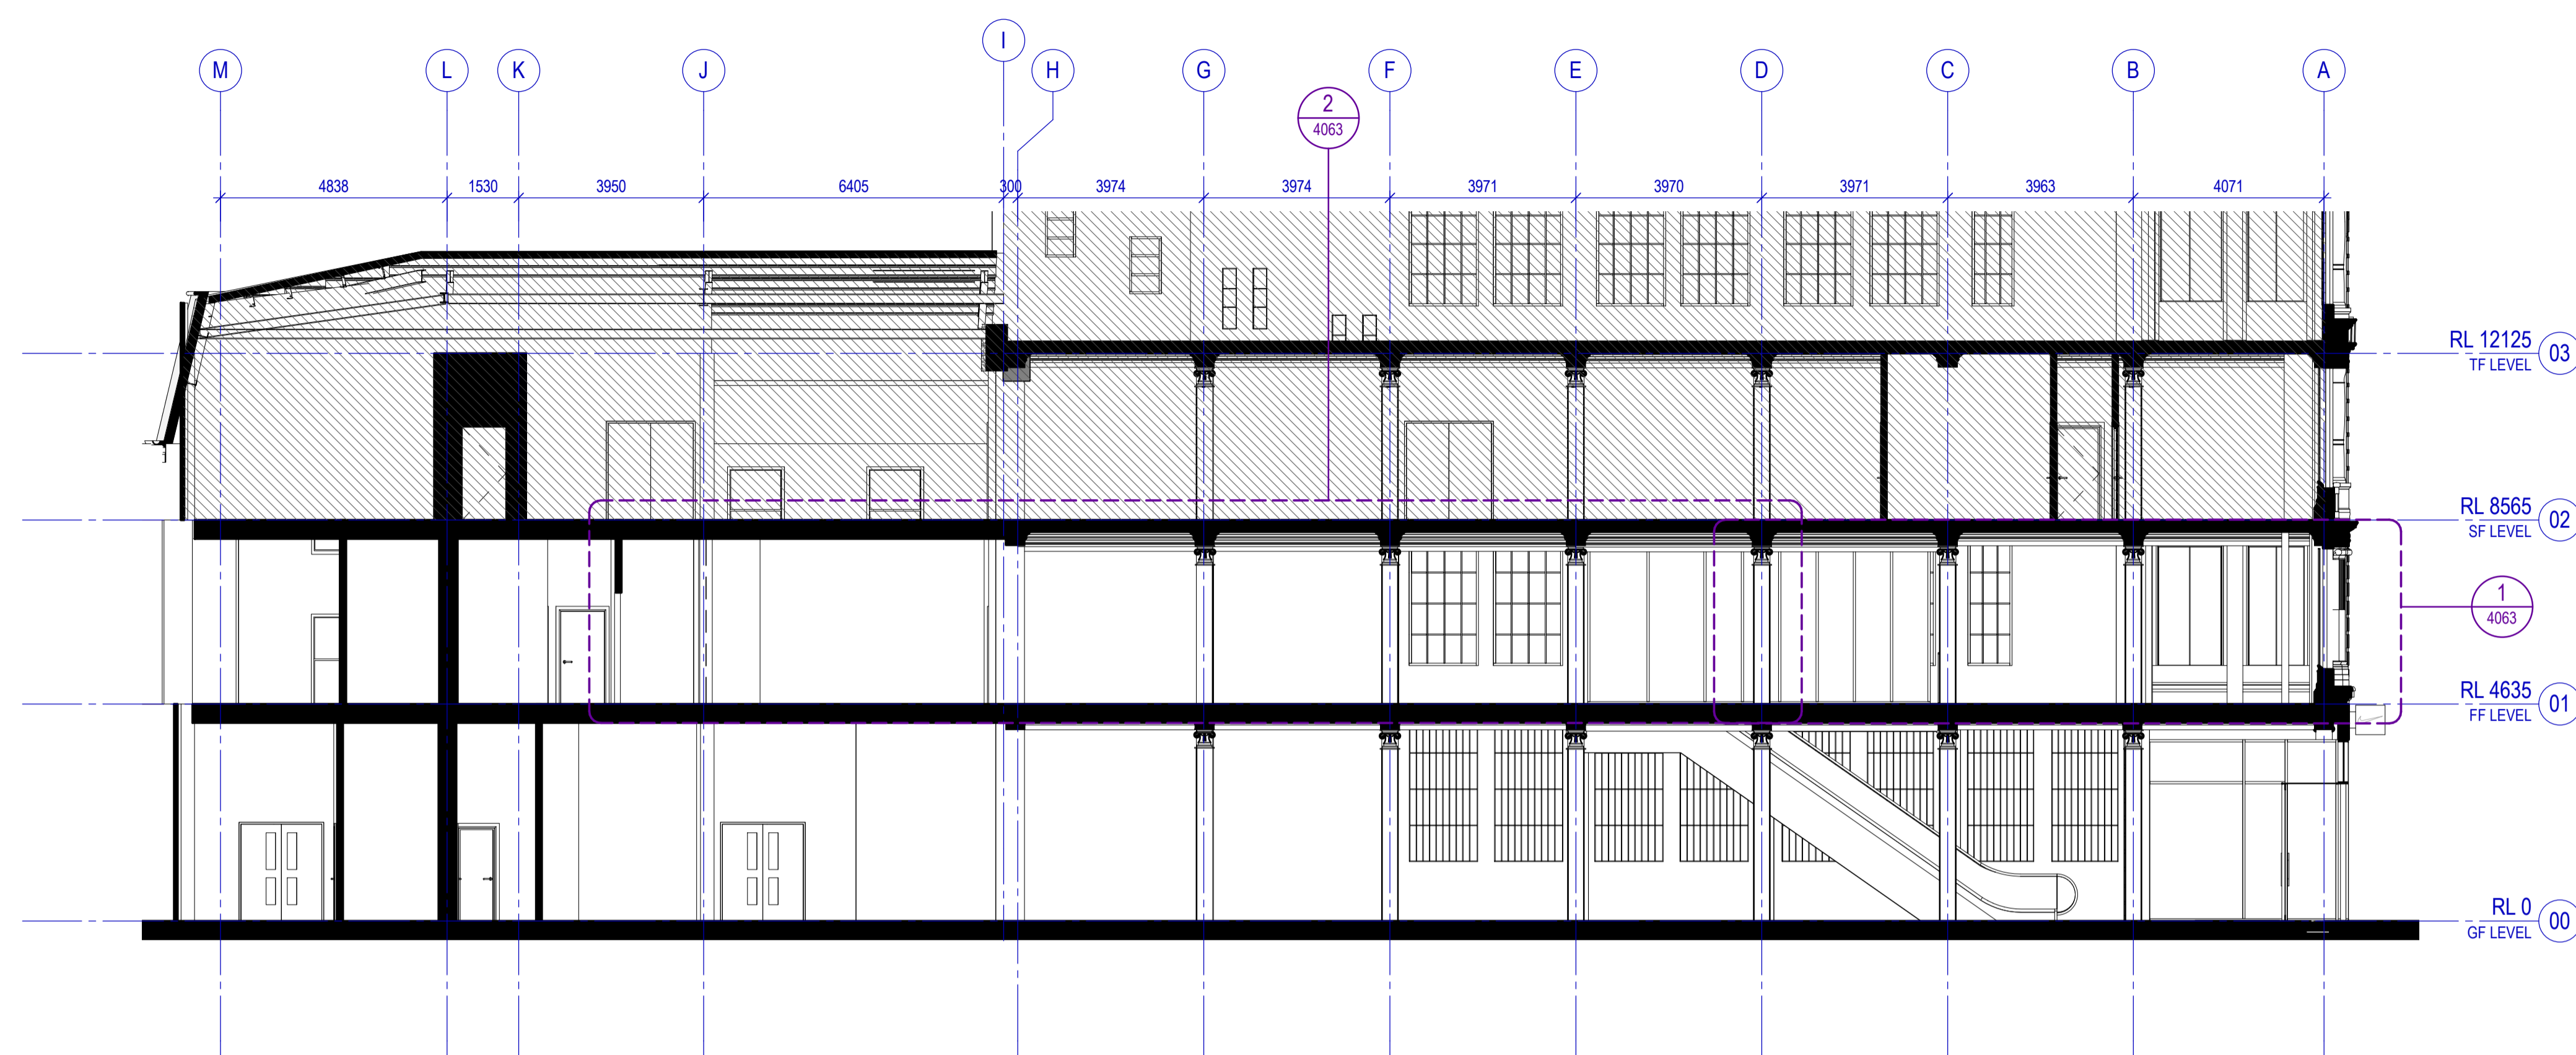 I
M L K J H G F E D C B A
2
4063
4838 1530 3950 6405 300 3974 3974 3971 3970 3971 3963 4071
RL 12125
TF LEVEL
03
RL 8565
SF LEVEL
02
1
4063
RL 4635
FF LEVEL
01
RL 0
GF LEVEL
00